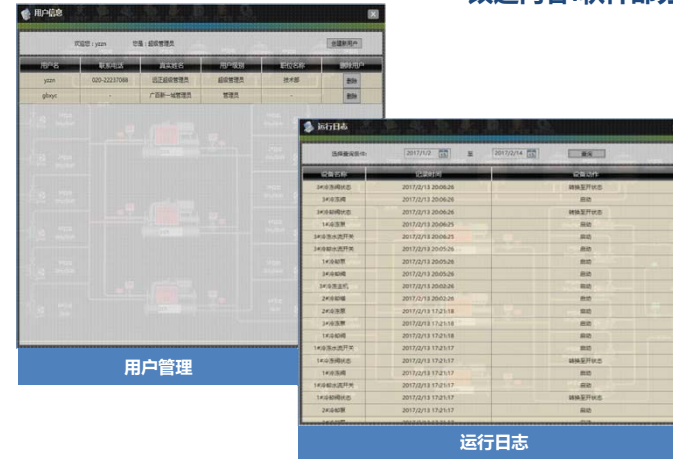 用户信息
欢迎您：yzzn 您是：超级管理员 创建新用户
用户名 联系电话 真实姓名 用户级别 职位名称 删除用户
yzzn 020-22237068 远正超级管理员 超级管理员 技术部 删除
gbxyc - 广百新一城管理员 管理员 - 删除
用户管理
运行日志
选择查询条件: 2017/1/2 至 2017/2/14 查询
设备名称 记录时间 设备动作
3#冷冻阀状态 2017/2/13 20:06:26 转换至开状态
3#冷冻阀 2017/2/13 20:06:26 启动
3#冷却阀状态 2017/2/13 20:06:26 转换至开状态
1#冷冻泵 2017/2/13 20:06:25 启动
3#冷冻水流开关 2017/2/13 20:06:25 启动
3#冷却水流开关 2017/2/13 20:05:26 启动
1#冷却泵 2017/2/13 20:05:26 启动
3#冷却阀 2017/2/13 20:05:26 启动
3#冷冻主机 2017/2/13 20:02:26 启动
2#冷却塔 2017/2/13 20:02:26 启动
2#冷冻泵 2017/2/13 17:21:18 启动
3#冷冻泵 2017/2/13 17:21:18 启动
1#冷却阀 2017/2/13 17:21:18 启动
1#冷冻水流开关 2017/2/13 17:21:17 启动
1#冷冻阀状态 2017/2/13 17:21:17 转换至开状态
1#冷冻阀 2017/2/13 17:21:17 启动
1#冷却水流开关 2017/2/13 17:21:17 启动
1#冷却阀状态 2017/2/13 17:21:17 转换至开状态
2#冷却泵 2017/2/13 17:21:17 启动
运行日志